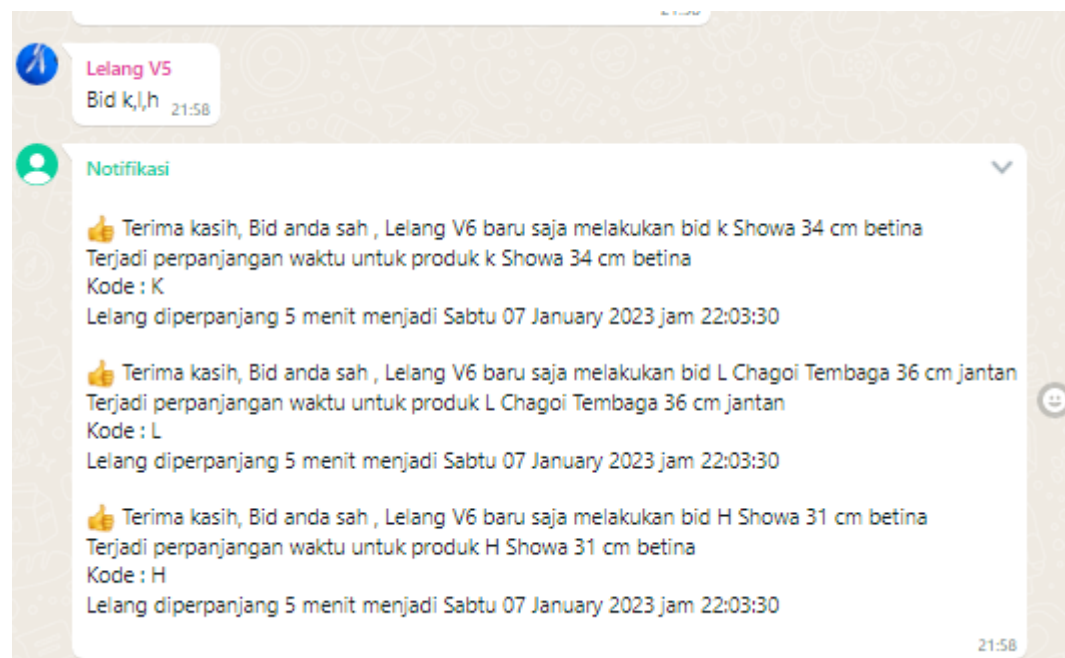 Lelang V5
Bid k,l,h 21:58
Notifikasi
👍 Terima kasih, Bid anda sah , Lelang V6 baru saja melakukan bid k Showa 34 cm betina
Terjadi perpanjangan waktu untuk produk k Showa 34 cm betina
Kode : K
Lelang diperpanjang 5 menit menjadi Sabtu 07 January 2023 jam 22:03:30
👍 Terima kasih, Bid anda sah , Lelang V6 baru saja melakukan bid L Chagoi Tembaga 36 cm jantan
Terjadi perpanjangan waktu untuk produk L Chagoi Tembaga 36 cm jantan
Kode : L
Lelang diperpanjang 5 menit menjadi Sabtu 07 January 2023 jam 22:03:30
👍 Terima kasih, Bid anda sah , Lelang V6 baru saja melakukan bid H Showa 31 cm betina
Terjadi perpanjangan waktu untuk produk H Showa 31 cm betina
Kode : H
Lelang diperpanjang 5 menit menjadi Sabtu 07 January 2023 jam 22:03:30
21:58